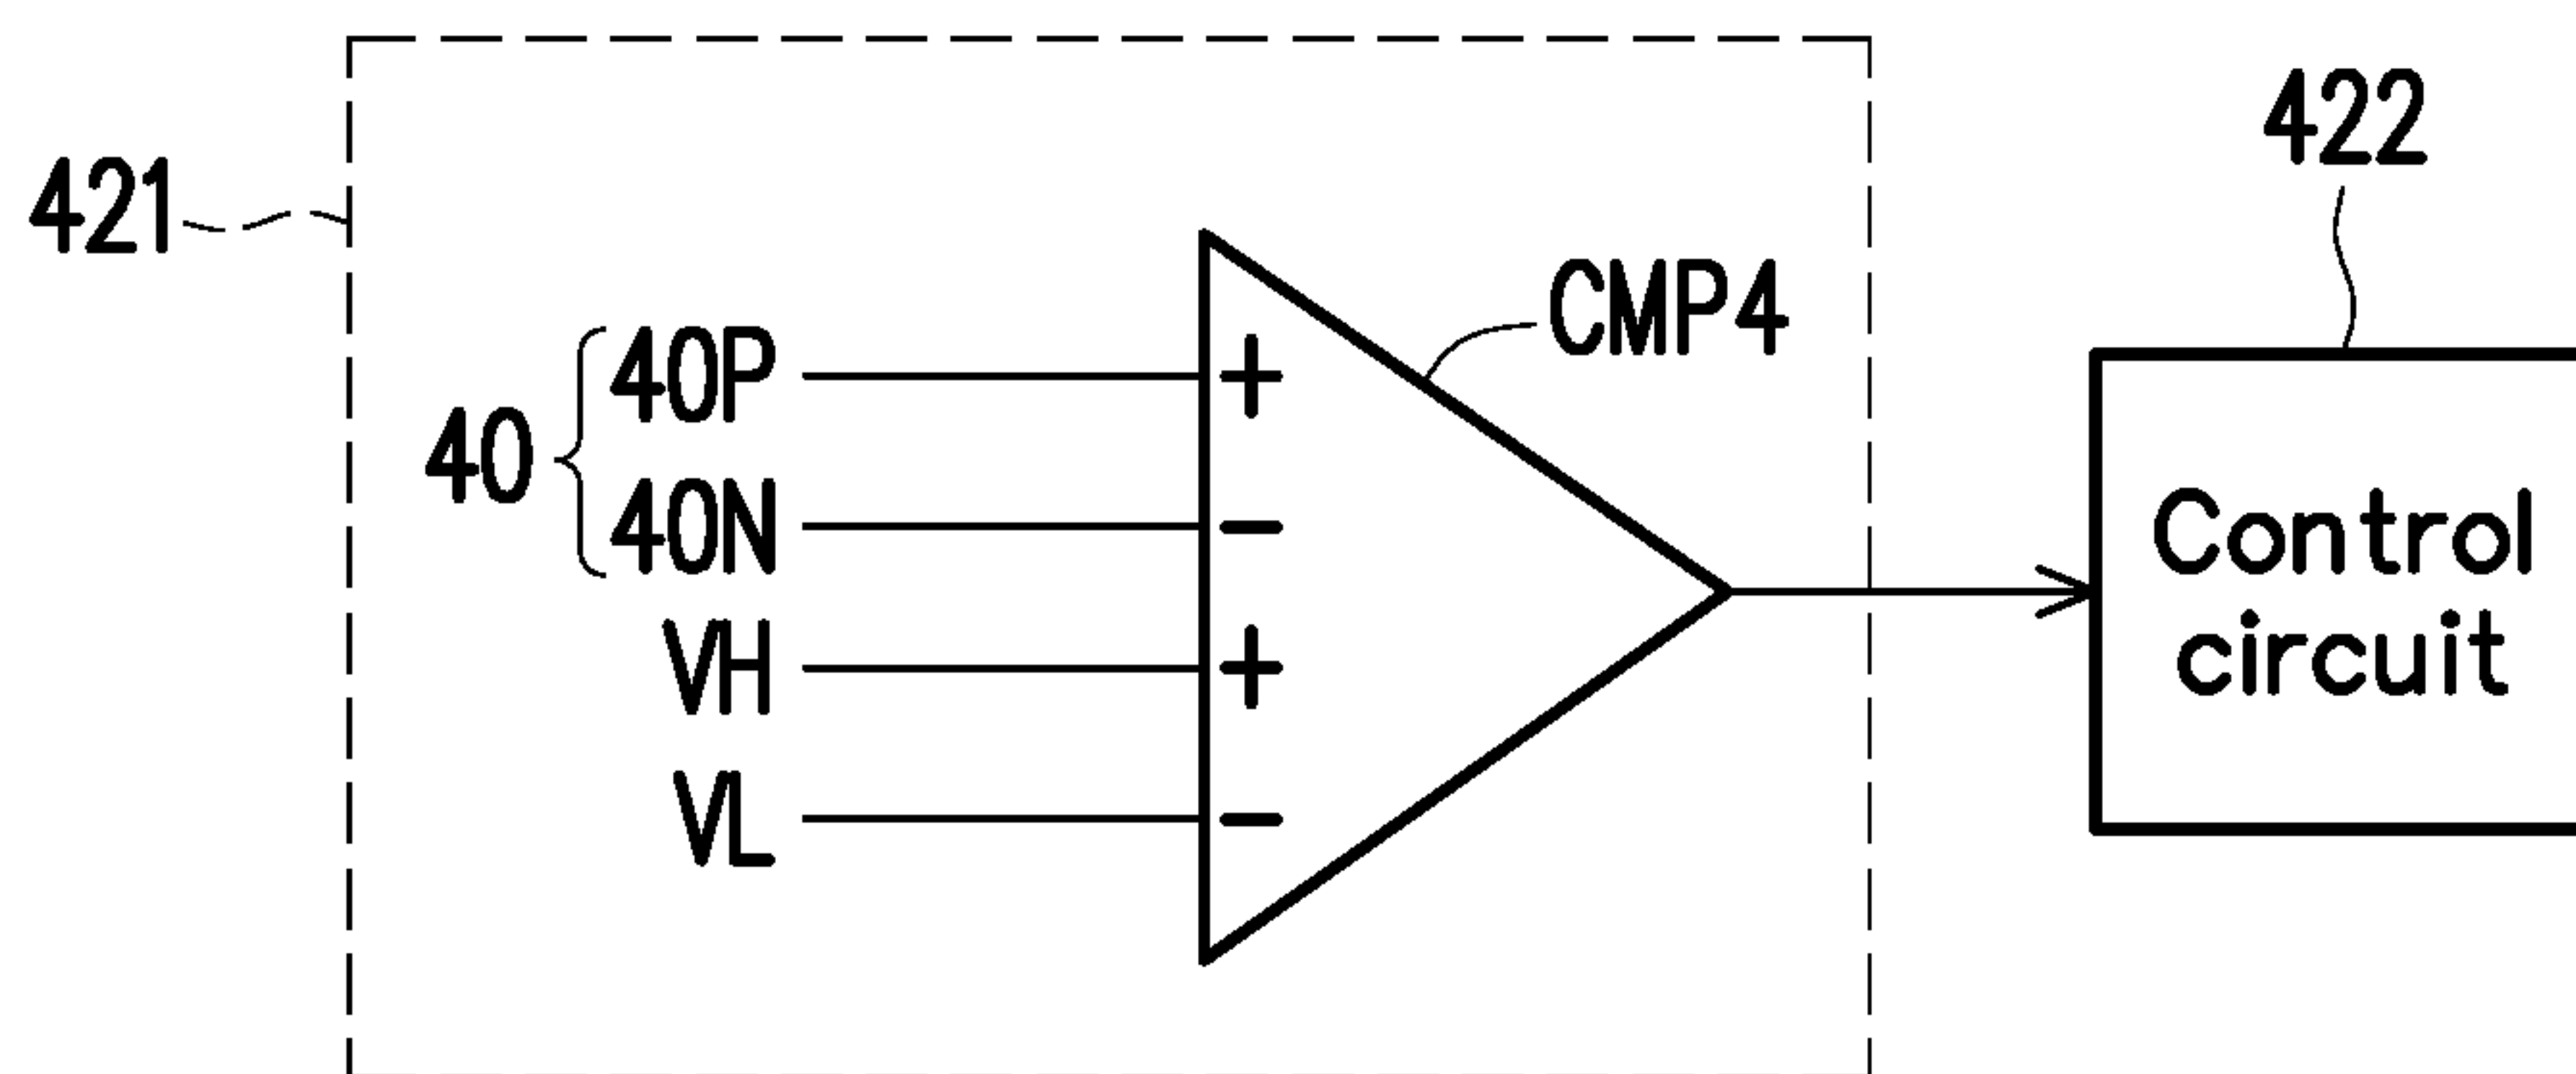 421
422
CMP4
40
40P
+
40N
−
VH
+
VL
−
Control
circuit